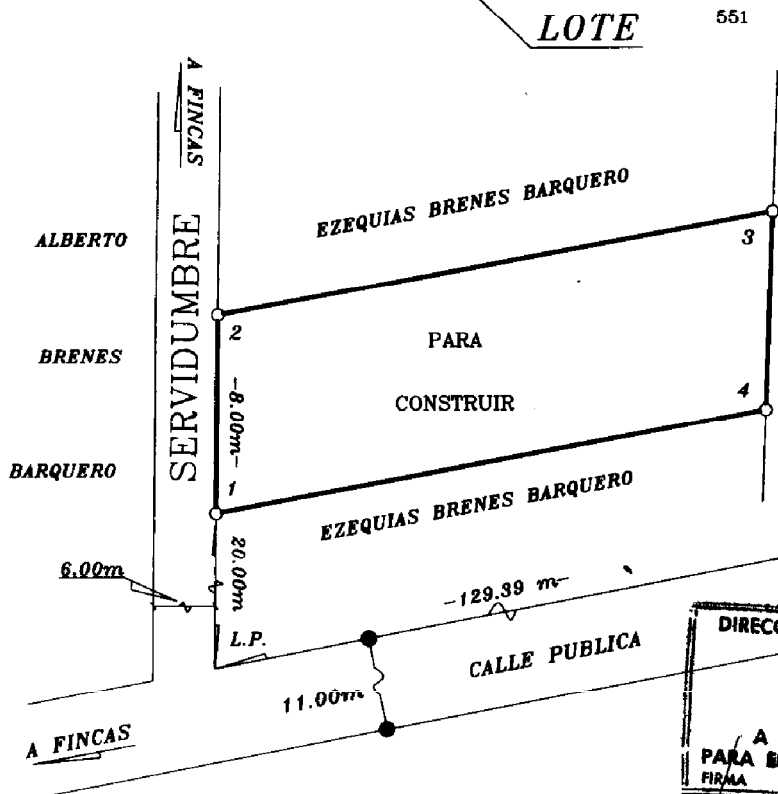 LOTE
551
A FINCAS
SERVIDUMBRE
EZEQUIAS BRENES BARQUERO
ALBERTO
BRENES
BARQUERO
3
2
PARA
CONSTRUIR
4
-8.00m-
1
EZEQUIAS BRENES BARQUERO
20.00m
6.00m
-129.39 m-
L.P.
CALLE PUBLICA
11.00m
A FINCAS
DIREC
A
PARA
FIRMA